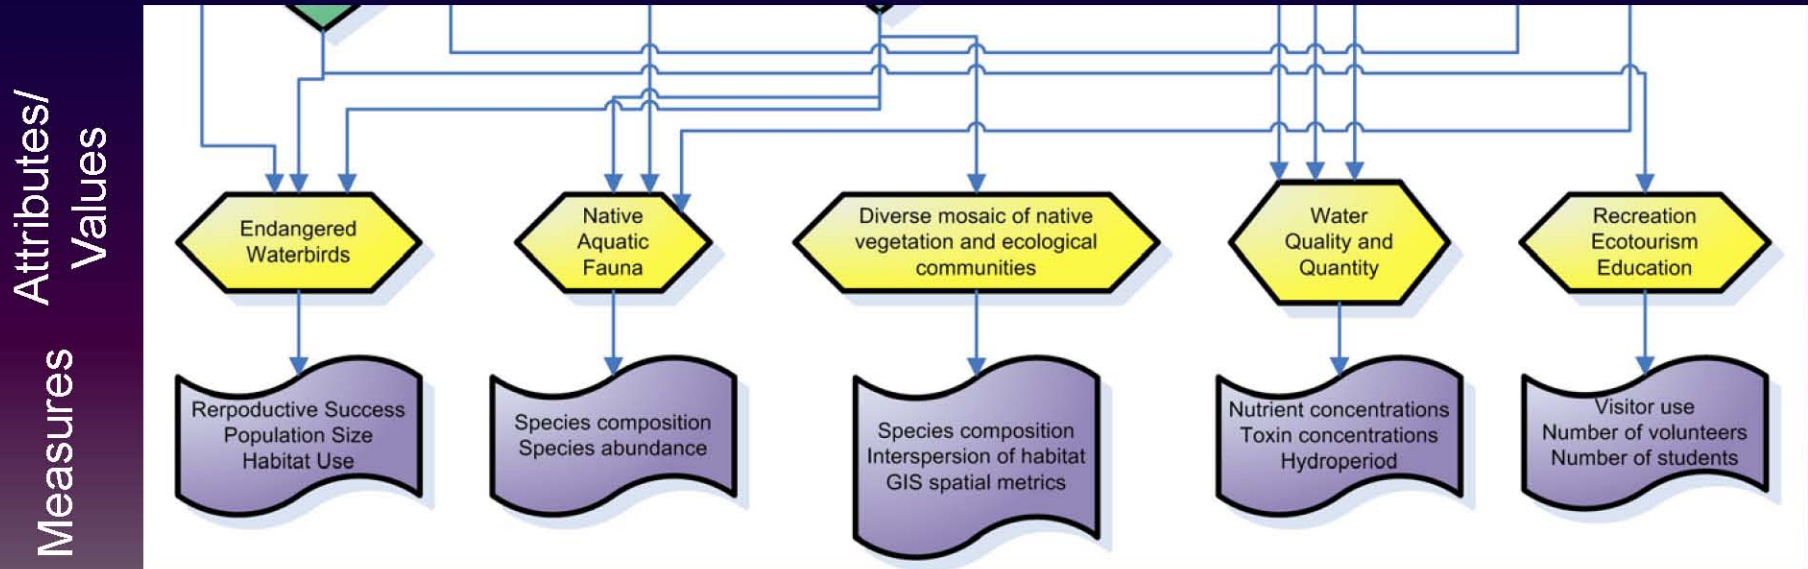 Attributes/
Values
Endangered
Waterbirds
Native
Aquatic
Fauna
Diverse mosaic of native
vegetation and ecological
communities
Water
Quality and
Quantity
Recreation
Ecotourism
Education
Measures
Rerpoductive Success
Population Size
Habitat Use
Species composition
Species abundance
Species composition
Interspersion of habitat
GIS spatial metrics
Nutrient concentrations
Toxin concentrations
Hydroperiod
Visitor use
Number of volunteers
Number of students